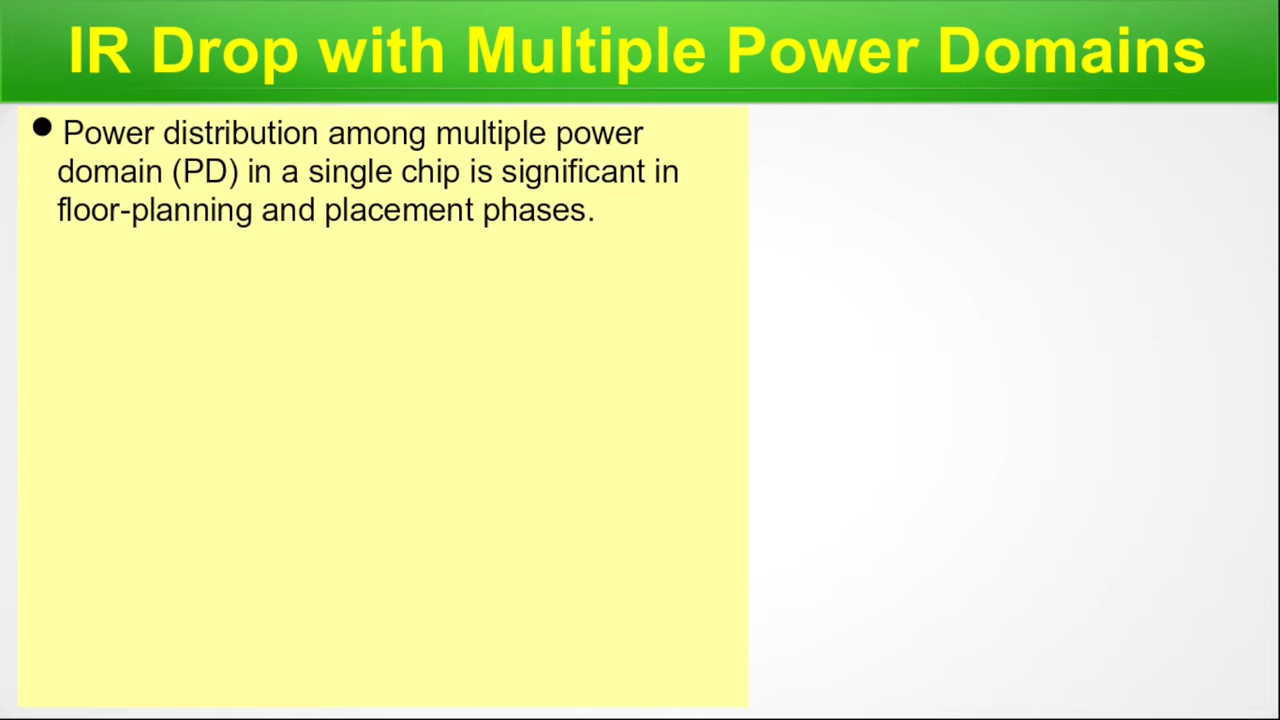 IR Drop with Multiple Power Domains
● Power distribution among multiple power
domain (PD) in a single chip is significant in
floor-planning and placement phases.